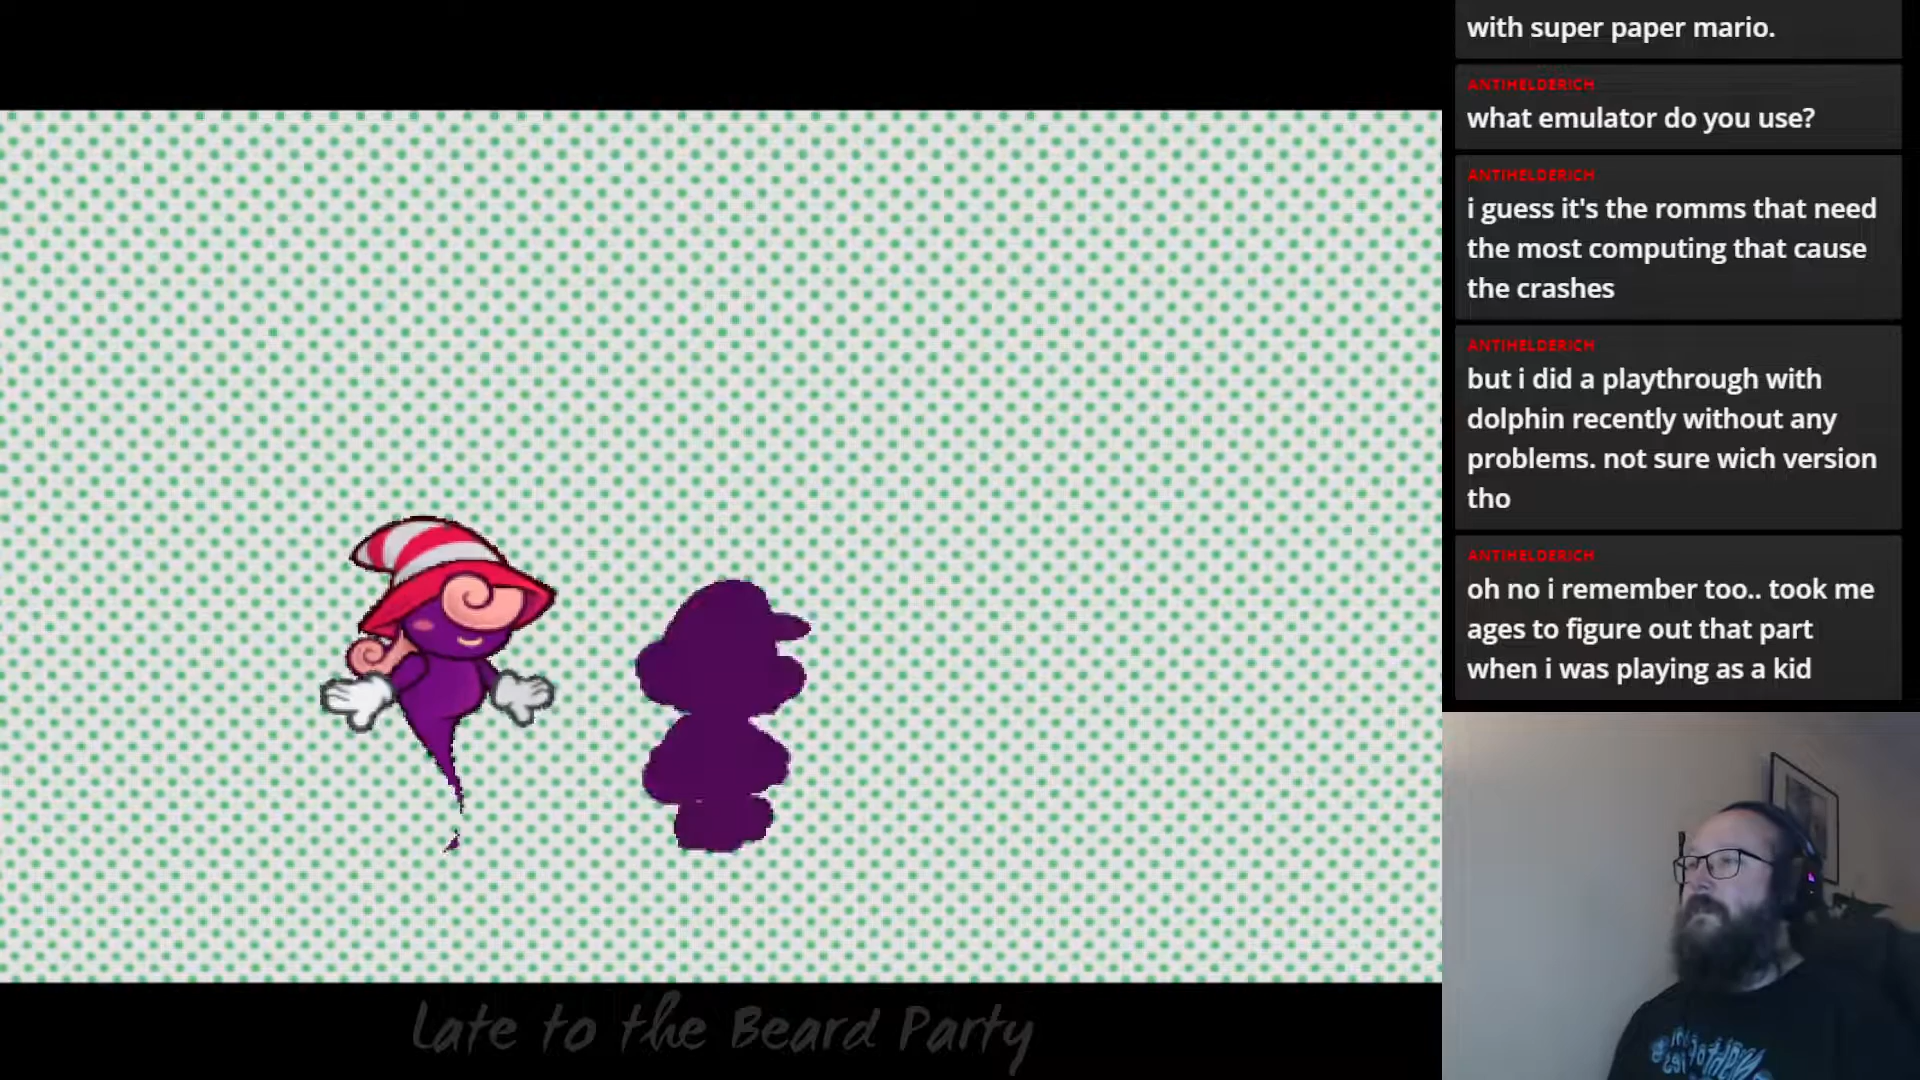 with super paper mario.
ANTIHELDERICH
what emulator do you use?
ANTIHELDERICH
i guess it's the romms that need
the most computing that cause
the crashes
ANTIHELDERICH
but i did a playthrough with
dolphin recently without any
problems. not sure wich version
tho
ANTIHELDERICH
oh no i remember too.. took me
ages to figure out that part
when i was playing as a kid
Late to the Beard Party